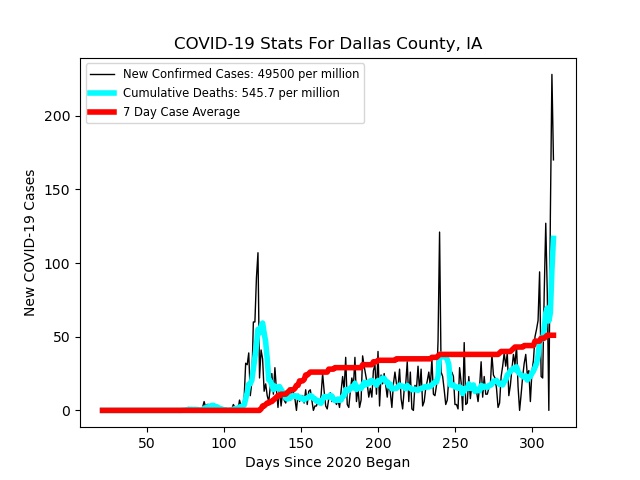 COVID-19 Stats For Dallas County, IA
New Confirmed Cases: 49500 per million
Cumulative Deaths: 545.7 per million
7 Day Case Average
New COVID-19 Cases
200
150
100
50
0
50 100 150 200 250 300
Days Since 2020 Began